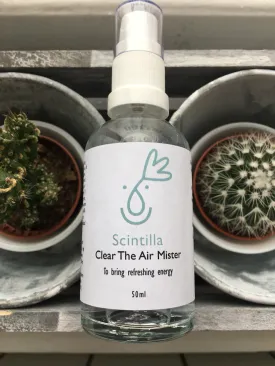 Scintilla
Clear The Air Mister
To bring refreshing energy
50ml